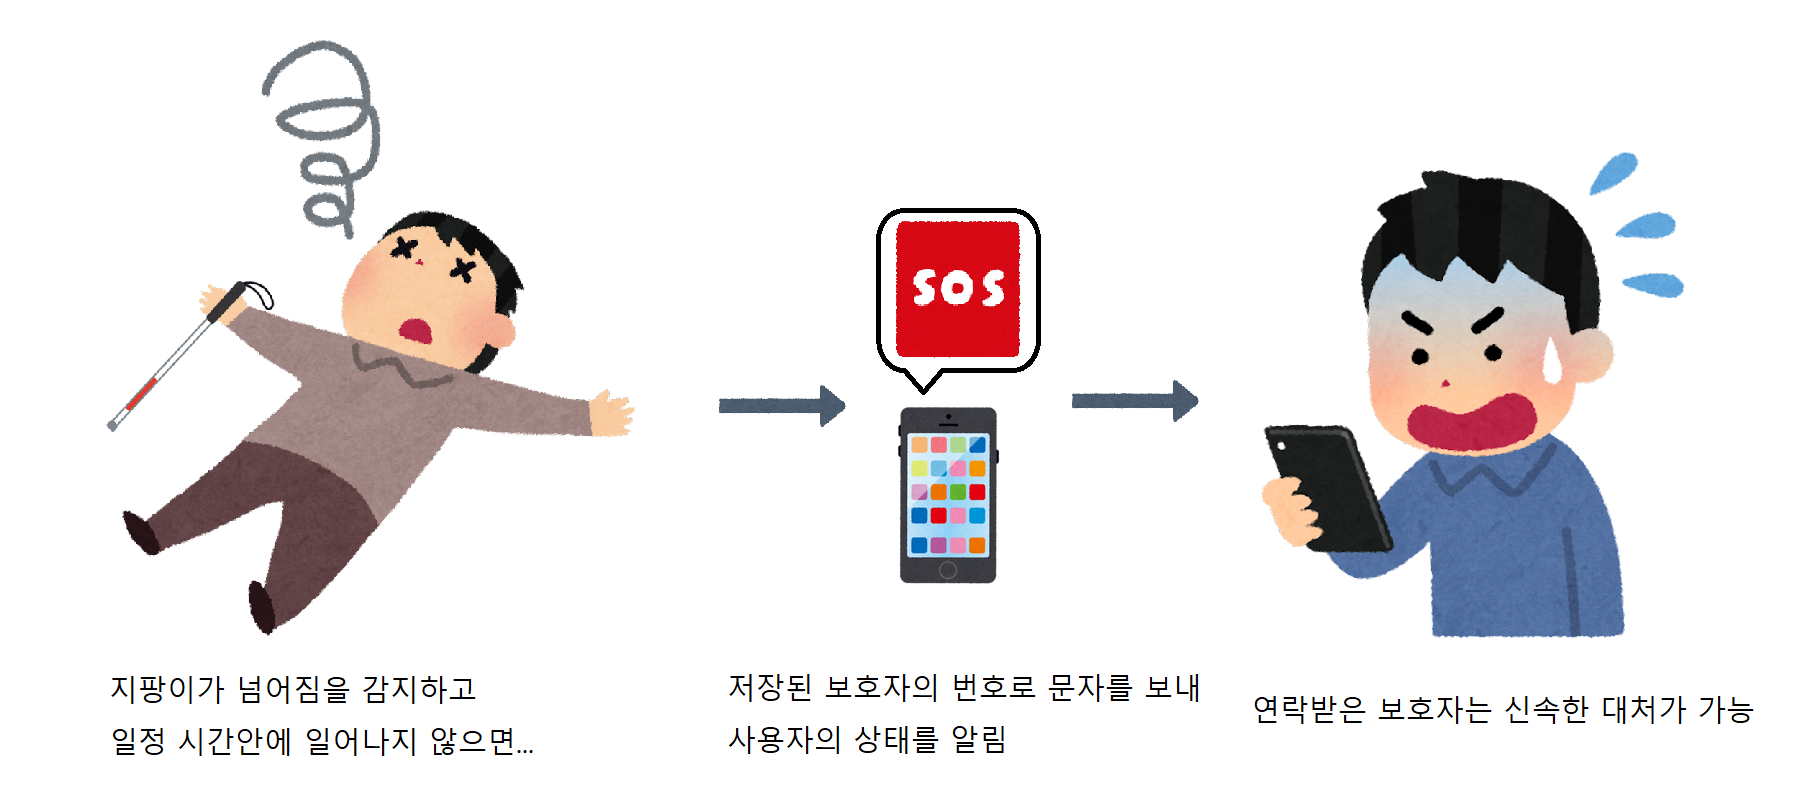 SOS
지팡이가 넘어짐을 감지하고
일정 시간안에 일어나지 않으면...
저장된 보호자의 번호로 문자를 보내
사용자의 상태를 알림
연락받은 보호자는 신속한 대처가 가능